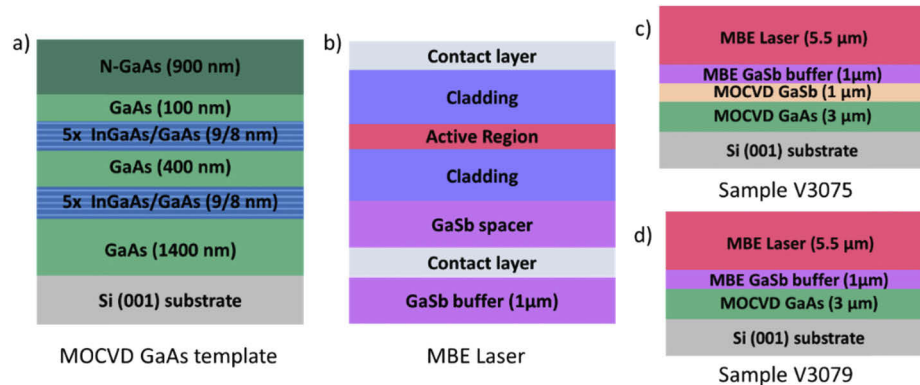 a)
N-GaAs (900 nm)
GaAs (100 nm)
5x InGaAs/GaAs (9/8 nm)
GaAs (400 nm)
5x InGaAs/GaAs (9/8 nm)
GaAs (1400 nm)
Si (001) substrate
MOCVD GaAs template
b)
Contact layer
Cladding
Active Region
Cladding
GaSb spacer
Contact layer
GaSb buffer (1μm)
MBE Laser
c)
MBE Laser (5.5 μm)
MBE GaSb buffer (1μm)
MOCVD GaSb (1 μm)
MOCVD GaAs (3 μm)
Si (001) substrate
Sample V3075
d)
MBE Laser (5.5 μm)
MBE GaSb buffer (1μm)
MOCVD GaAs (3 μm)
Si (001) substrate
Sample V3079